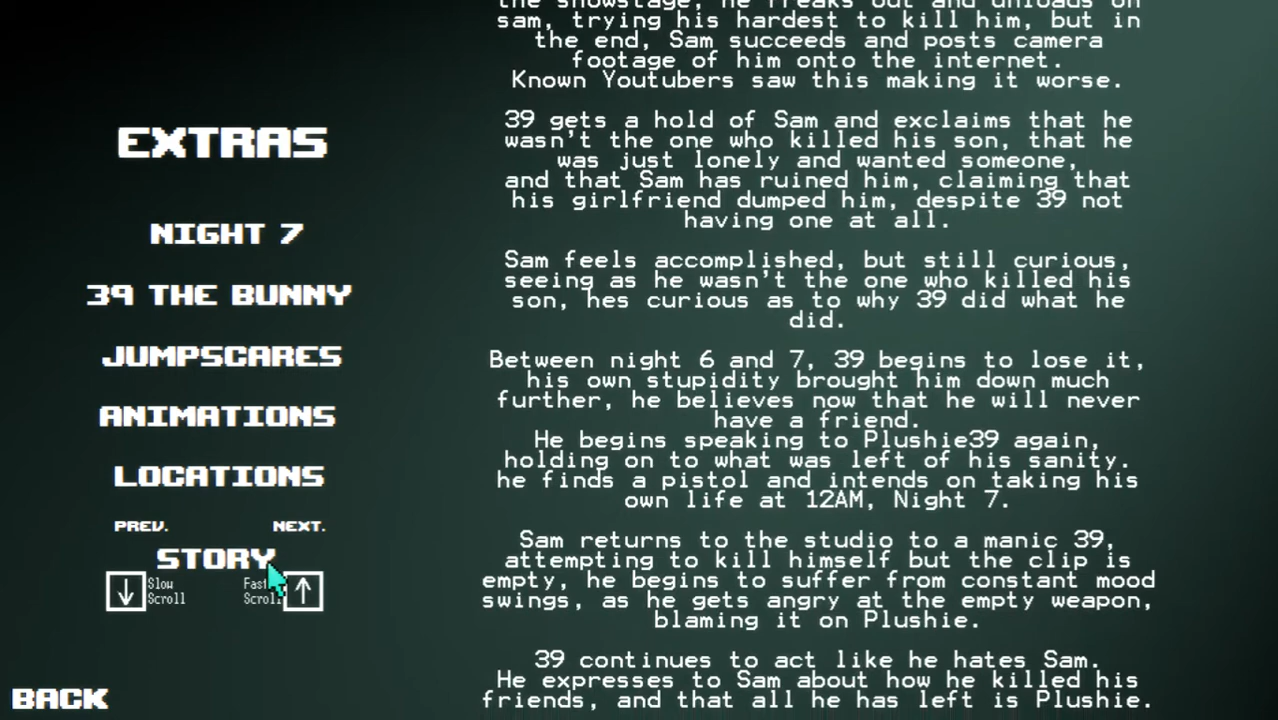 EXTRAS
NIGHT 7
39 THE BUNNY
JUMPSCARES
ANIMATIONS
LOCATIONS
PREV. NEXT.
STORY
Slow Scroll
Fast Scroll
BACK
the showstage, he freaks out and unloads on
sam, trying his hardest to kill him, but in
the end, Sam succeeds and posts camera
footage of him onto the internet.
Known Youtubers saw this making it worse.
39 gets a hold of Sam and exclaims that he
wasn't the one who killed his son, that he
was just lonely and wanted someone,
and that Sam has ruined him, claiming that
his girlfriend dumped him, despite 39 not
having one at all.
Sam feels accomplished, but still curious,
seeing as he wasn't the one who killed his
son, hes curious as to why 39 did what he
did.
Between night 6 and 7, 39 begins to lose it,
his own stupidity brought him down much
further, he believes now that he will never
have a friend.
He begins speaking to Plushie39 again,
holding on to what was left of his sanity.
he finds a pistol and intends on taking his
own life at 12AM, Night 7.
Sam returns to the studio to a manic 39,
attempting to kill himself but the clip is
empty, he begins to suffer from constant mood
swings, as he gets angry at the empty weapon,
blaming it on Plushie.
39 continues to act like he hates Sam.
He expresses to Sam about how he killed his
friends, and that all he has left is Plushie.